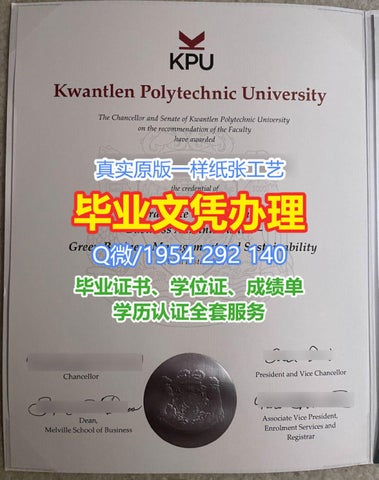 KPU
Kwantlen Polytechnic University
The Chancellor and Senate of Kwantlen Polytechnic University
on the recommendation of the Faculty
have awarded
真实原版一样纸张工艺
the credential of
毕业文凭办理
Green Sustainability
Q微/1954 292 140
毕业证书、学位证、成绩单
学历认证全套服务
Chancellor
President and Vice Chancellor
Dean,
Melville School of Business
Associate Vice President,
Enrolment Services and
Registrar